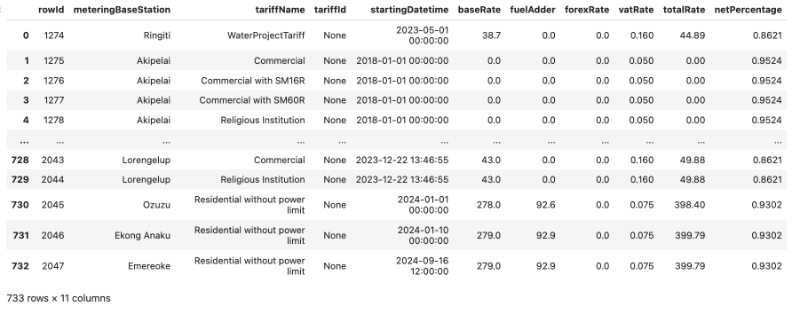 rowId meteringBaseStation tariffName tariffId startingDatetime baseRate fuelAdder forexRate vatRate totalRate netPercentage
0 1274 Ringiti WaterProjectTariff None 2023-05-01 00:00:00 38.7 0.0 0.0 0.160 44.89 0.8621
1 1275 Akipelai Commercial None 2018-01-01 00:00:00 0.0 0.0 0.0 0.050 0.00 0.9524
2 1276 Akipelai Commercial with SM16R None 2018-01-01 00:00:00 0.0 0.0 0.0 0.050 0.00 0.9524
3 1277 Akipelai Commercial with SM60R None 2018-01-01 00:00:00 0.0 0.0 0.0 0.050 0.00 0.9524
4 1278 Akipelai Religious Institution None 2018-01-01 00:00:00 0.0 0.0 0.0 0.050 0.00 0.9524
... ... ... ... ... ... ... ... ... ... ... ...
728 2043 Lorengelup Commercial None 2023-12-22 13:46:55 43.0 0.0 0.0 0.160 49.88 0.8621
729 2044 Lorengelup Religious Institution None 2023-12-22 13:46:55 43.0 0.0 0.0 0.160 49.88 0.8621
730 2045 Ozuzu Residential without power limit None 2024-01-01 00:00:00 278.0 92.6 0.0 0.075 398.40 0.9302
731 2046 Ekong Anaku Residential without power limit None 2024-01-10 00:00:00 279.0 92.9 0.0 0.075 399.79 0.9302
732 2047 Emereoke Residential without power limit None 2024-09-16 12:00:00 279.0 92.9 0.0 0.075 399.79 0.9302
733 rows × 11 columns